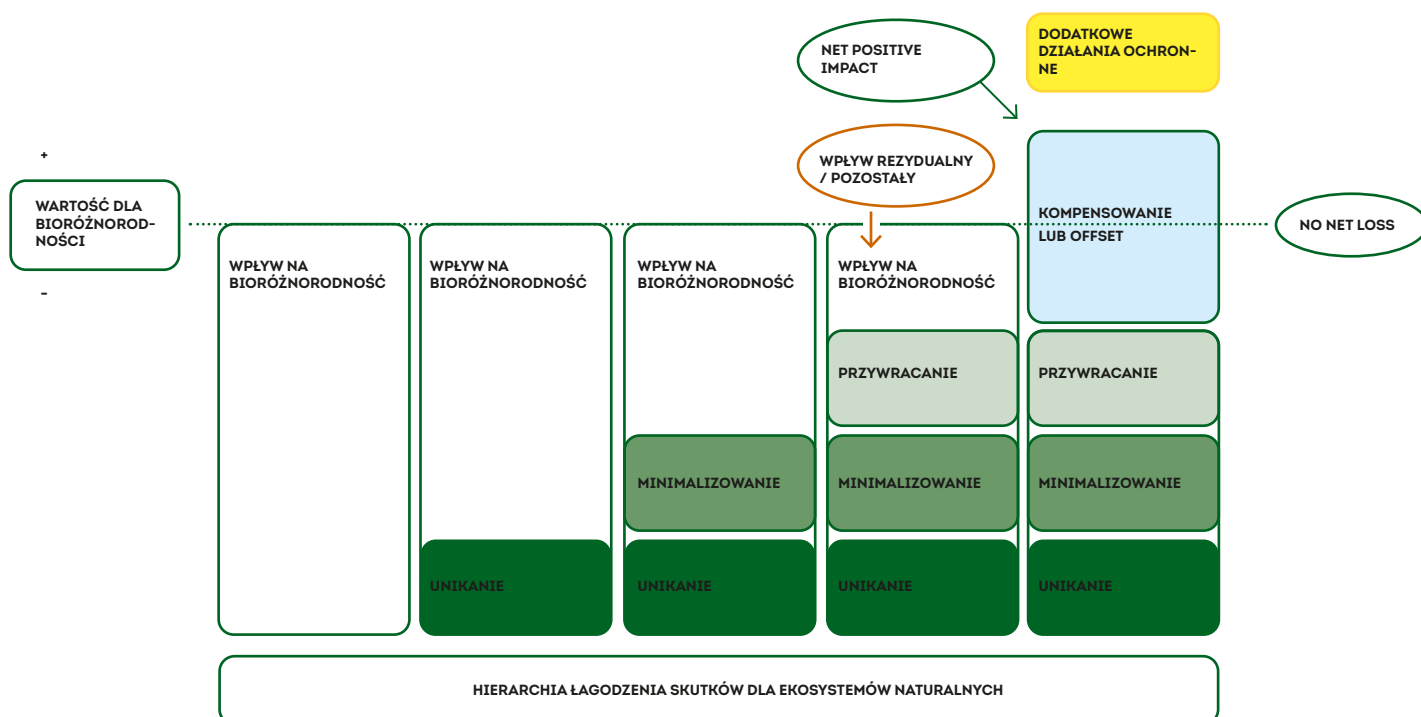 NET POSITIVE
IMPACT
DODATKOWE
DZIAŁANIA OCHRON-
NE
+
WARTOŚĆ DLA
BIORÓŻNOROD-
NOŚCI
-
WPŁYW REZYDUALNY
/ POZOSTAŁY
KOMPENSOWANIE
LUB OFFSET
NO NET LOSS
WPŁYW NA
BIORÓŻNORODNOŚĆ
WPŁYW NA
BIORÓŻNORODNOŚĆ
WPŁYW NA
BIORÓŻNORODNOŚĆ
WPŁYW NA
BIORÓŻNORODNOŚĆ
PRZYWRACANIE
PRZYWRACANIE
MINIMALIZOWANIE
MINIMALIZOWANIE
MINIMALIZOWANIE
UNIKANIE
UNIKANIE
UNIKANIE
UNIKANIE
HIERARCHIA ŁAGODZENIA SKUTKÓW DLA EKOSYSTEMÓW NATURALNYCH